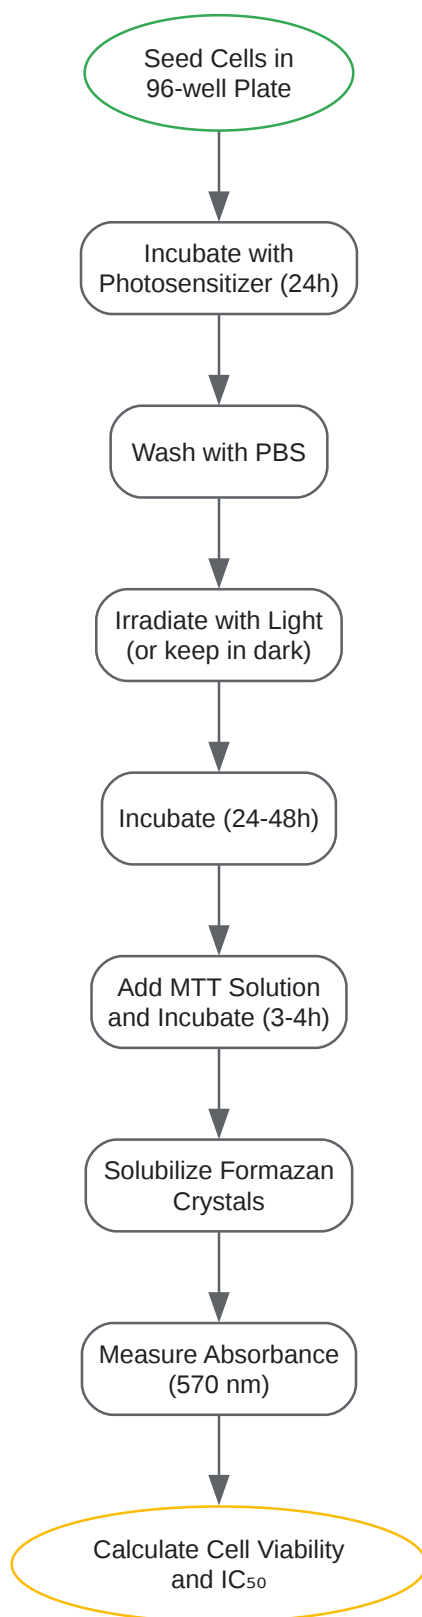 Seed Cells in
96-well Plate
Incubate with
Photosensitizer (24h)
Wash with PBS
Irradiate with Light
(or keep in dark)
Incubate (24-48h)
Add MTT Solution
and Incubate (3-4h)
Solubilize Formazan
Crystals
Measure Absorbance
(570 nm)
Calculate Cell Viability
and IC₅₀